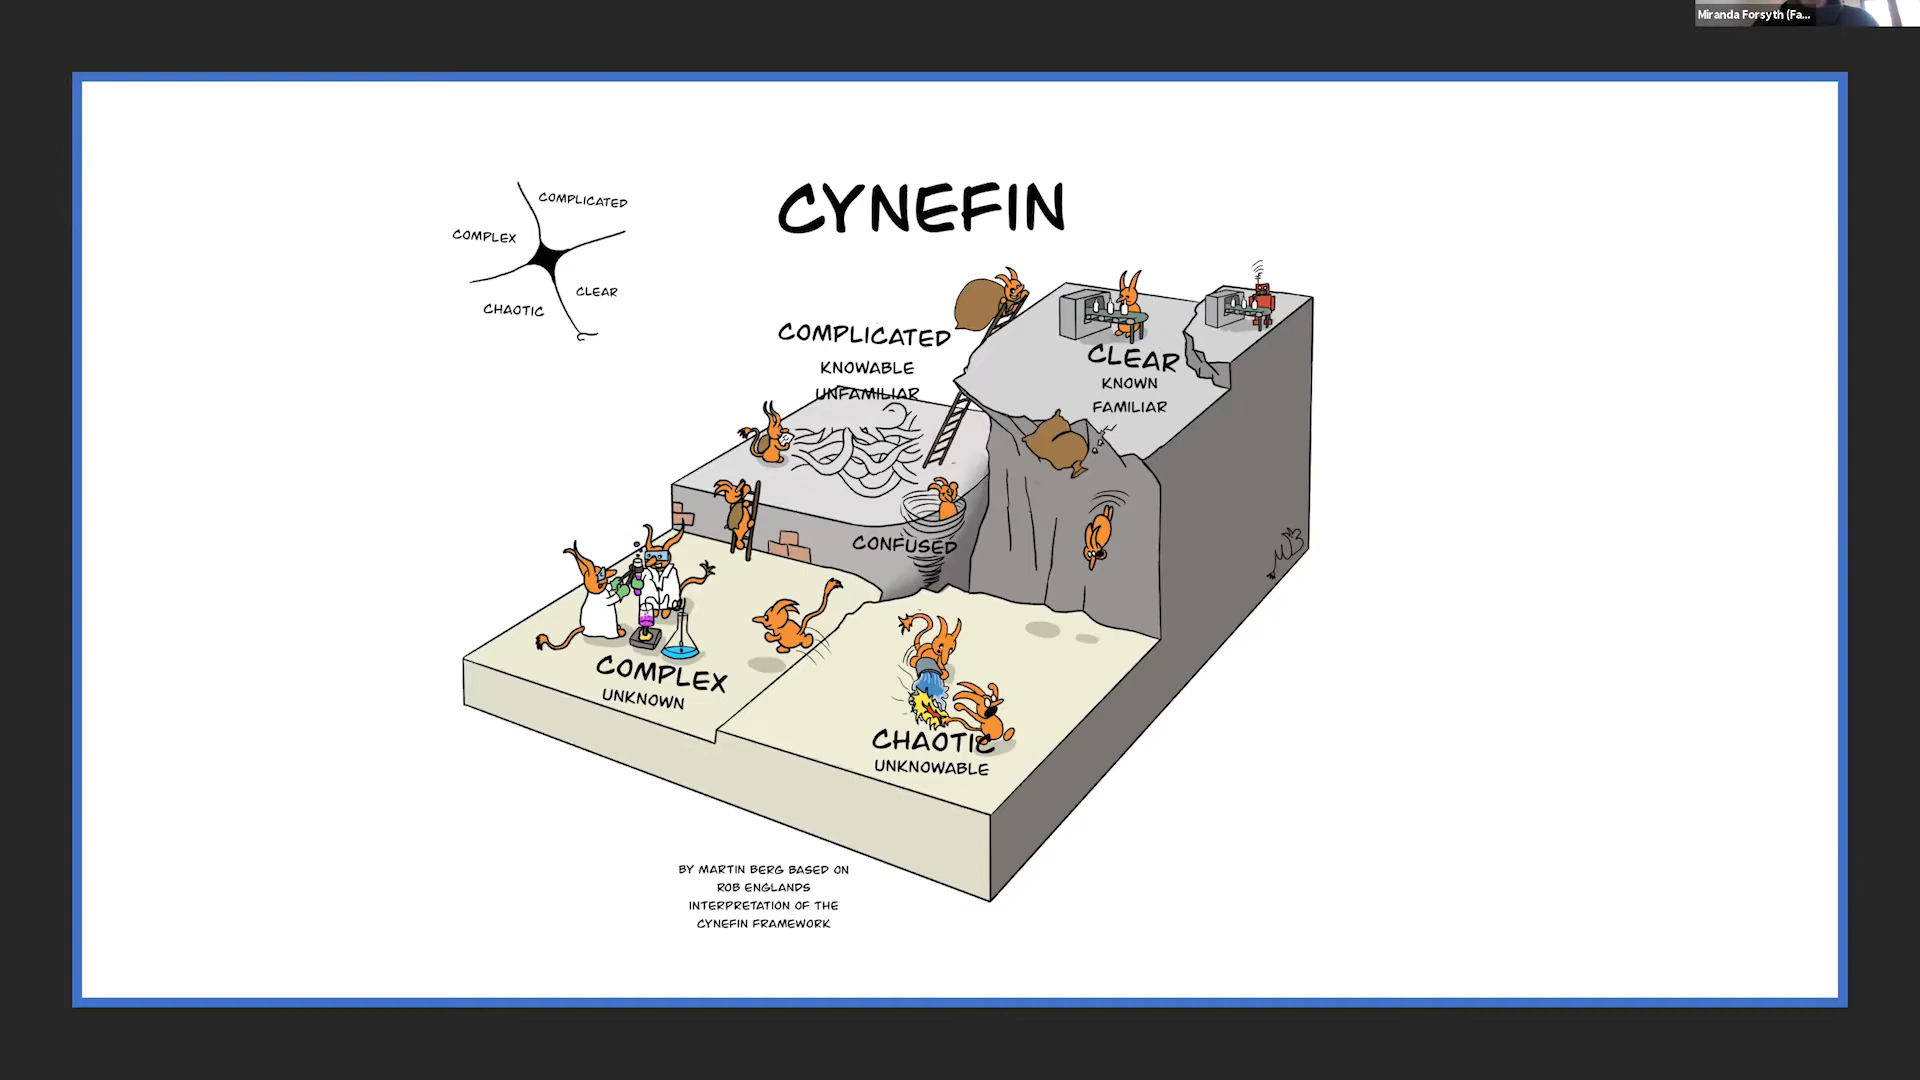 Miranda Forsyth (Fa...
CYNEFIN
COMPLICATED
COMPLEX
CLEAR
CHAOTIC
COMPLICATED
KNOWABLE
UNFAMILIAR
CLEAR
KNOWN
FAMILIAR
CONFUSED
COMPLEX
UNKNOWN
CHAOTIC
UNKNOWABLE
BY MARTIN BERG BASED ON
ROB ENGLANDS
INTERPRETATION OF THE
CYNEFIN FRAMEWORK